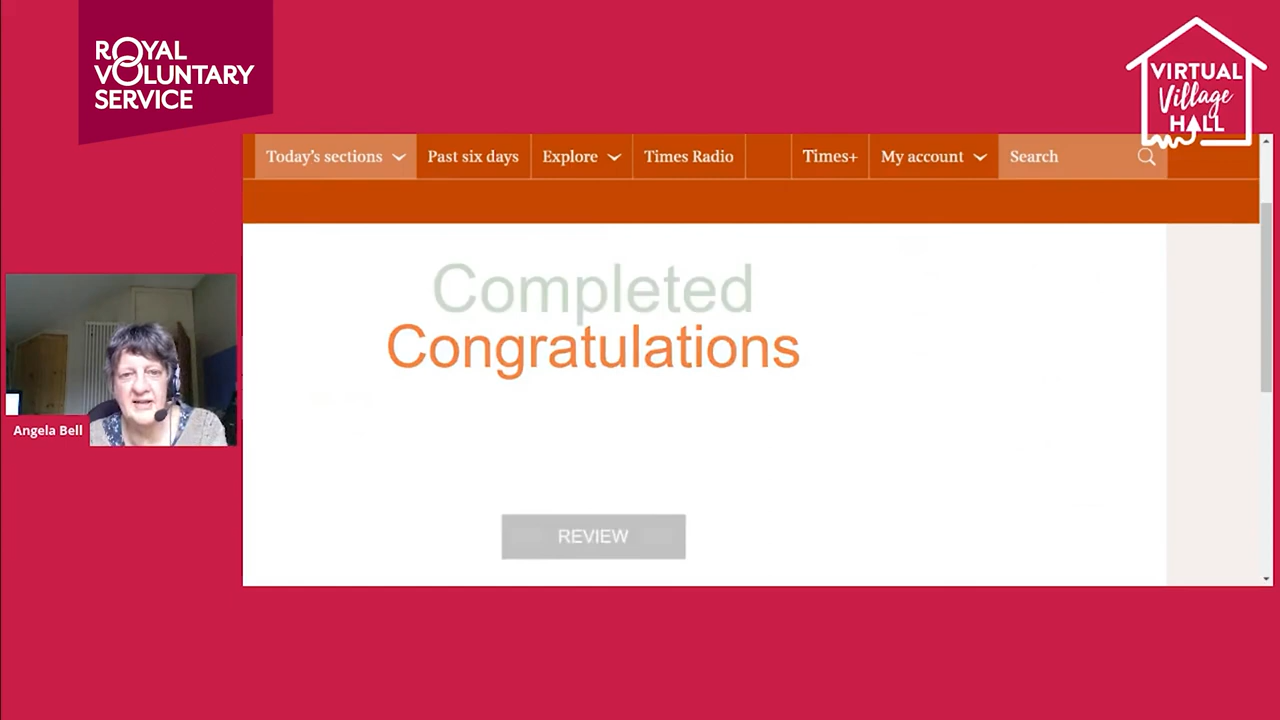 ROYAL
VOLUNTARY
SERVICE
VIRTUAL
Village
HALL
Today's sections
Past six days
Explore
Times Radio
Times+
My account
Search
Completed
Congratulations
Angela Bell
REVIEW